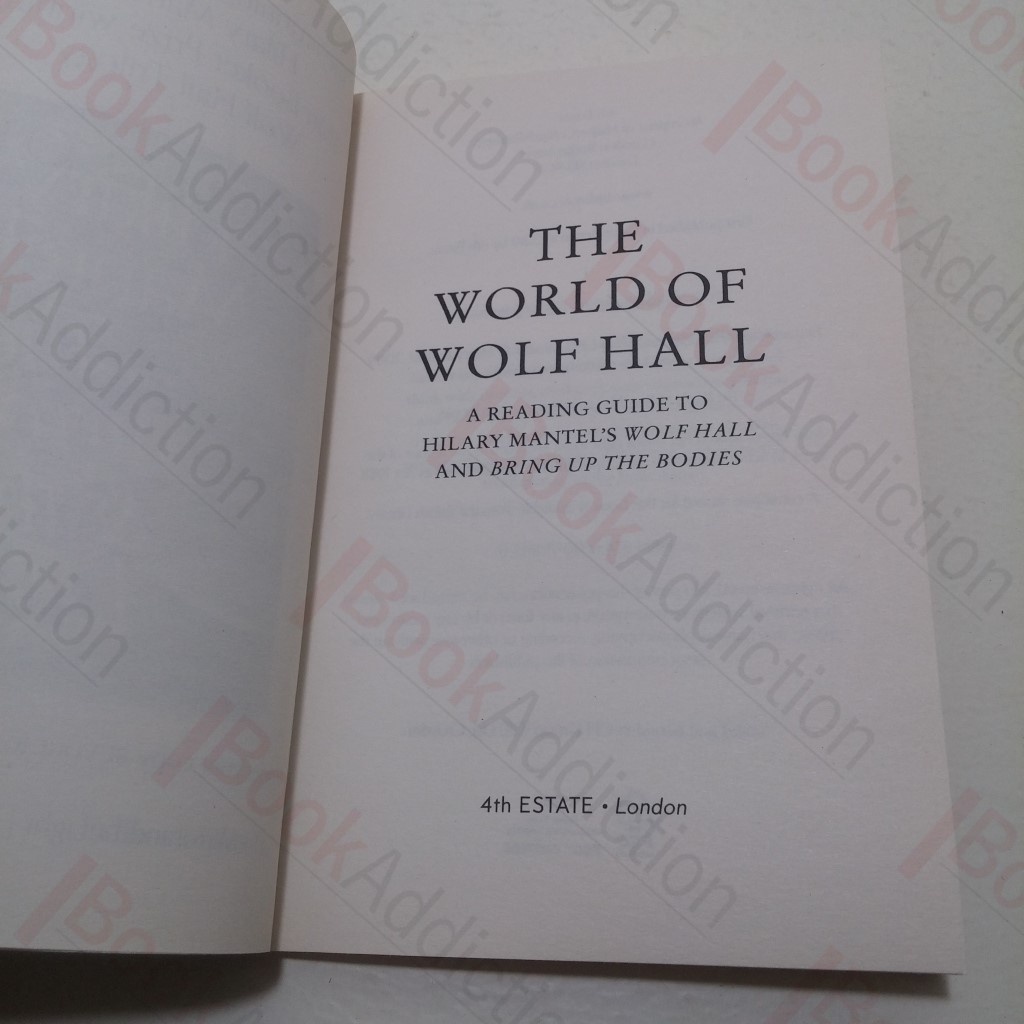 THE
WORLD OF
WOLF HALL
A READING GUIDE TO
HILARY MANTEL'S WOLF HALL
AND BRING UP THE BODIES
4th ESTATE • London
BookAddiction